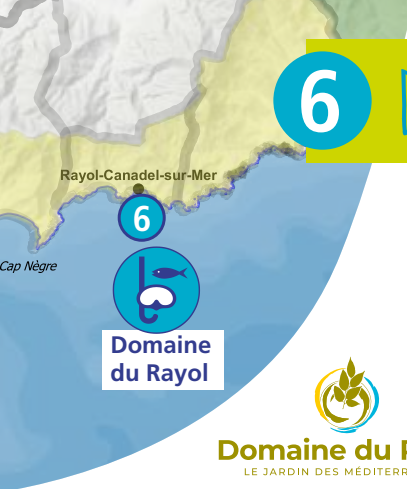 6
Rayol-Canadel-sur-Mer
6
Cap Nègre
Domaine
du Rayol
Domaine du
LE JARDIN DES MÉDITERR